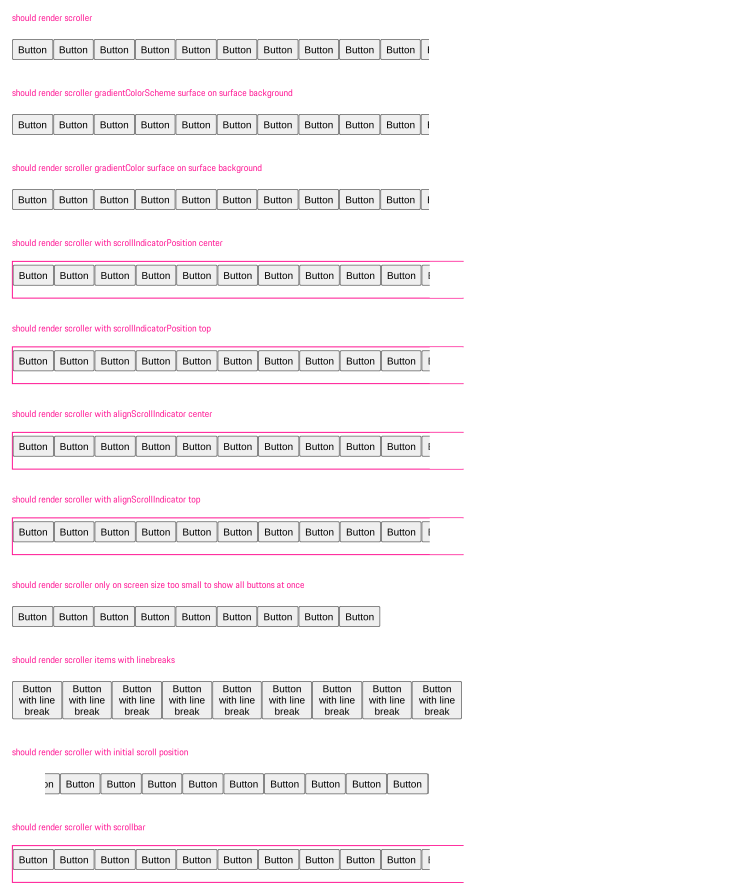 should render scroller
Button Button Button Button Button Button Button Button Button Button
should render scroller gradientColorScheme surface on surface background
Button Button Button Button Button Button Button Button Button Button
should render scroller gradientColor surface on surface background
Button Button Button Button Button Button Button Button Button Button
should render scroller with scrollIndicatorPosition center
Button Button Button Button Button Button Button Button Button Button
should render scroller with scrollIndicatorPosition top
Button Button Button Button Button Button Button Button Button Button
should render scroller with alignScrollIndicator center
Button Button Button Button Button Button Button Button Button Button
should render scroller with alignScrollIndicator top
Button Button Button Button Button Button Button Button Button Button
should render scroller only on screen size too small to show all buttons at once
Button Button Button Button Button Button Button Button Button
should render scroller items with linebreaks
Button Button Button Button Button Button Button Button Button
with line with line with line with line with line with line with line with line with line
break break break break break break break break break
should render scroller with initial scroll position
on Button Button Button Button Button Button Button Button Button
should render scroller with scrollbar
Button Button Button Button Button Button Button Button Button Button